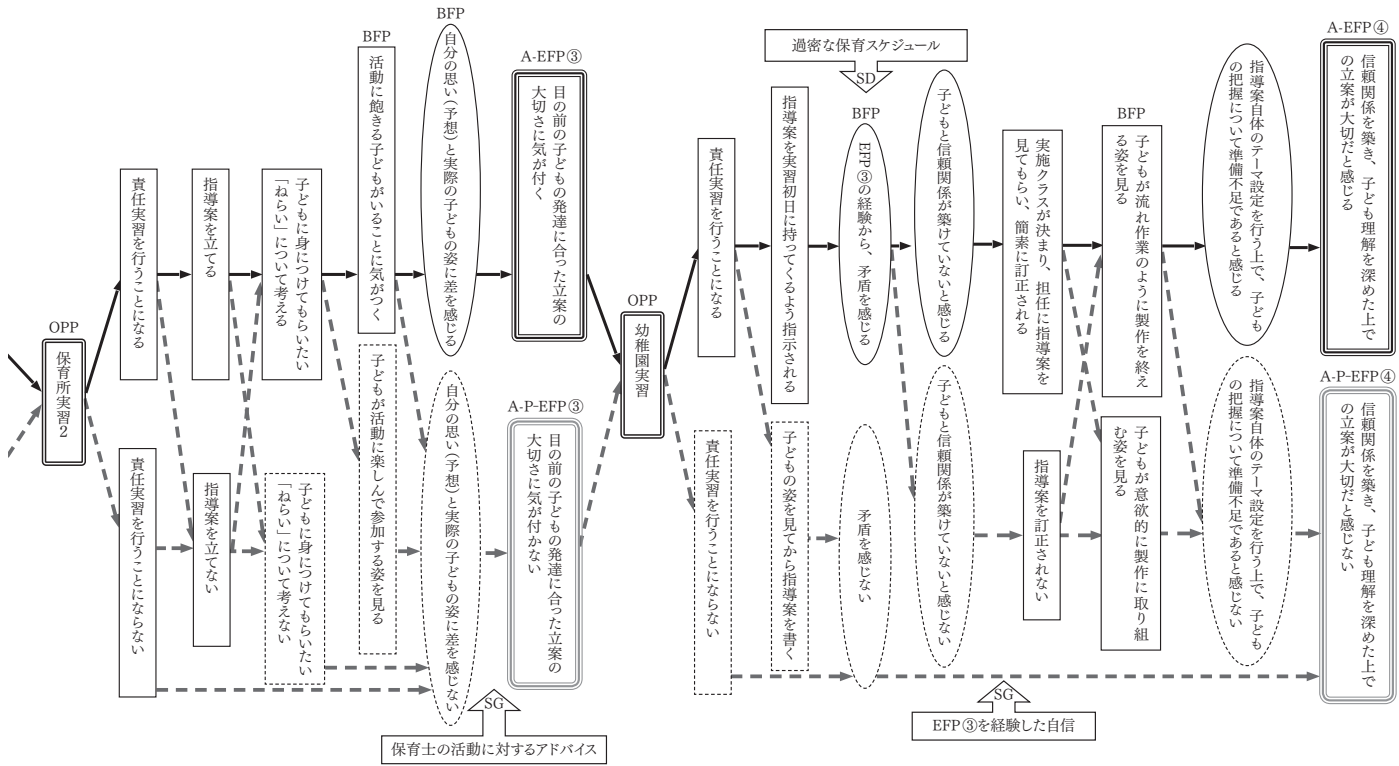 OPP
保育所実習2
責任実習を行うことになる
責任実習を行うことにならない
指導案を立てる
指導案を立てない
子どもに身につけてもらいたい
「ねらい」について考える
子どもに身につけてもらいたい
「ねらい」について考えない
BFP
活動に飽きる子どもがいることに気がつく
子どもが活動に楽しんで参加する姿を見る
BFP
自分の思い(予想)と実際の子どもの姿に差を感じる
自分の思い(予想)と実際の子どもの姿に差を感じない
A-EFP③
目の前の子どもの発達に合った立案の
大切さに気が付く
A-P-EFP③
目の前の子どもの発達に合った立案の
大切さに気が付かない
SG
保育士の活動に対するアドバイス
OPP
幼稚園実習
責任実習を行うことになる
責任実習を行うことにならない
指導案を実習初日に持ってくるよう指示される
子どもの姿を見てから指導案を書く
過密な保育スケジュール
SD
BFP
EFP③の経験から、矛盾を感じる
矛盾を感じない
子どもと信頼関係が築けていないと感じる
子どもと信頼関係が築けていないと感じない
実施クラスが決まり、担任に指導案を
見てもらい、簡素に訂正される
指導案を訂正されない
BFP
子どもが流れ作業のように製作を終え
る姿を見る
子どもが意欲的に製作に取り組
む姿を見る
指導案自体のテーマ設定を行う上で、子ども
の把握について準備不足であると感じる
指導案自体のテーマ設定を行う上で、子ども
の把握について準備不足であると感じない
A-EFP④
信頼関係を築き、子ども理解を深めた上で
の立案が大切だと感じる
A-P-EFP④
信頼関係を築き、子ども理解を深めた上で
の立案が大切だと感じない
SG
EFP③を経験した自信